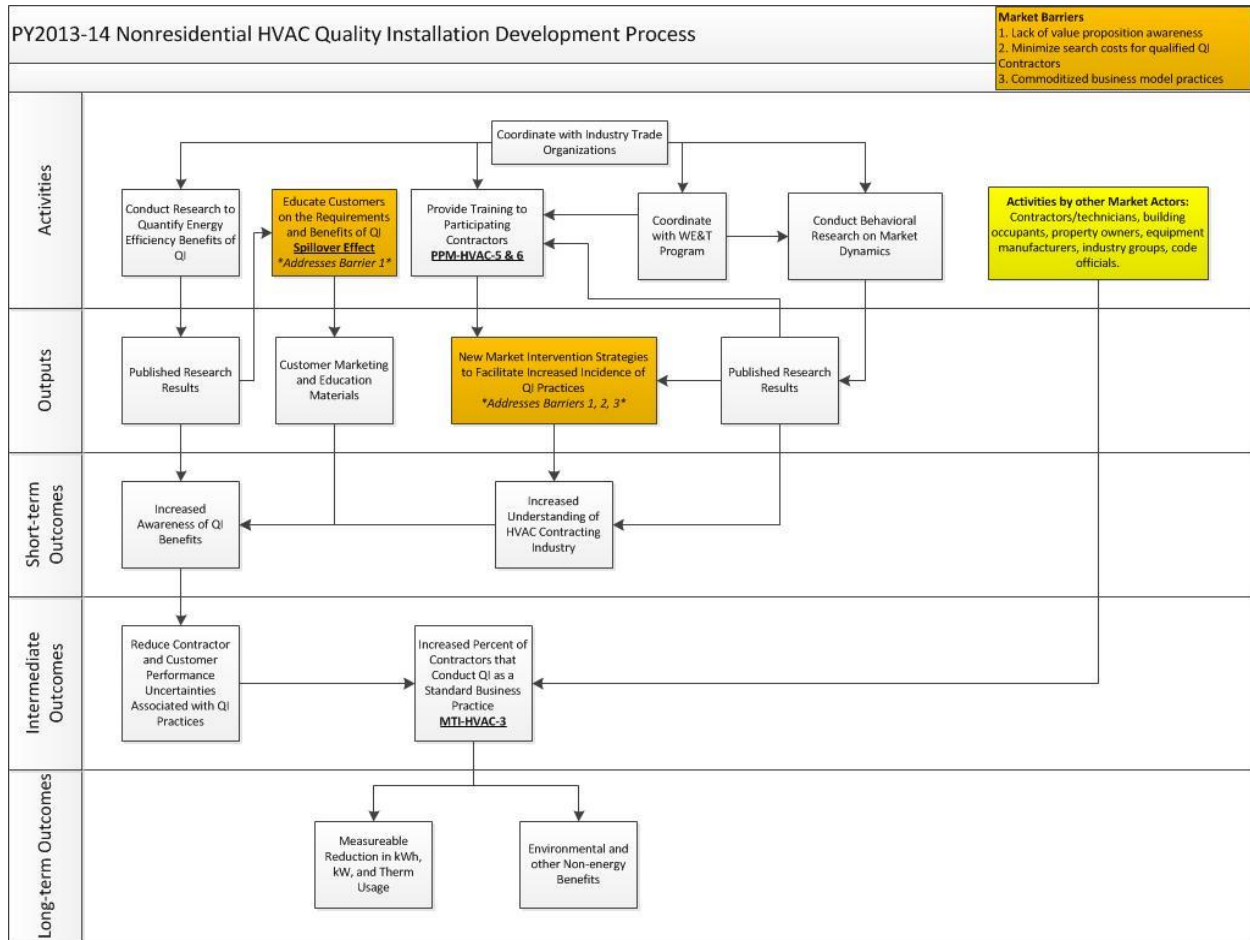 PY2013-14 Nonresidential HVAC Quality Installation Development Process
Market Barriers
1. Lack of value proposition awareness
2. Minimize search costs for qualified QI
Contractors
3. Commoditized business model practices
Activities
Coordinate with Industry Trade
Organizations
Conduct Research to
Quantify Energy
Efficiency Benefits of
QI
Educate Customers
on the Requirements
and Benefits of QI
Spillover Effect
*Addresses Barrier 1*
Provide Training to
Participating
Contractors
PPM-HVAC-5 & 6
Coordinate
with WE&T
Program
Conduct Behavioral
Research on Market
Dynamics
Activities by other Market Actors:
Contractors/technicians, building
occupants, property owners, equipment
manufacturers, industry groups, code
officials.
Outputs
Published Research
Results
Customer Marketing
and Education
Materials
New Market Intervention Strategies
to Facilitate Increased Incidence of
QI Practices
*Addresses Barriers 1, 2, 3*
Published Research
Results
Short-term
Outcomes
Increased
Awareness of QI
Benefits
Increased
Understanding of
HVAC Contracting
Industry
Intermediate
Outcomes
Reduce Contractor
and Customer
Performance
Uncertainties
Associated with QI
Practices
Increased Percent of
Contractors that
Conduct QI as a
Standard Business
Practice
MTI-HVAC-3
Long-term Outcomes
Measureable
Reduction in kWh,
kW, and Therm
Usage
Environmental and
other Non-energy
Benefits